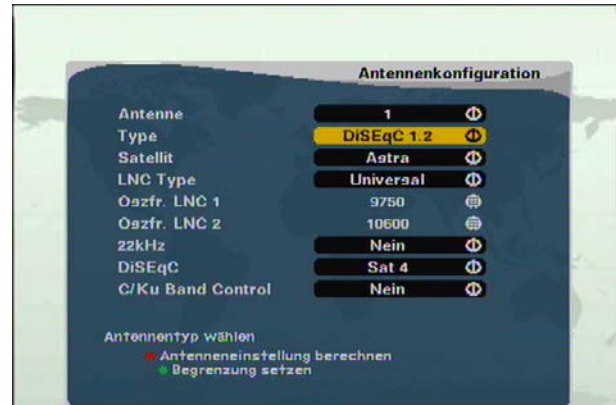 Antennenkonfiguration
Antenne 1
Type DiSEqC 1.2
Satellit Astra
LNC Type Universal
Oszfr. LNC 1 9750
Oszfr. LNC 2 10600
22kHz Nein
DiSEqC Sat 4
C/Ku Band Control Nein
Antennentyp wählen
Antenneneinstellung berechnen
Begrenzung setzen